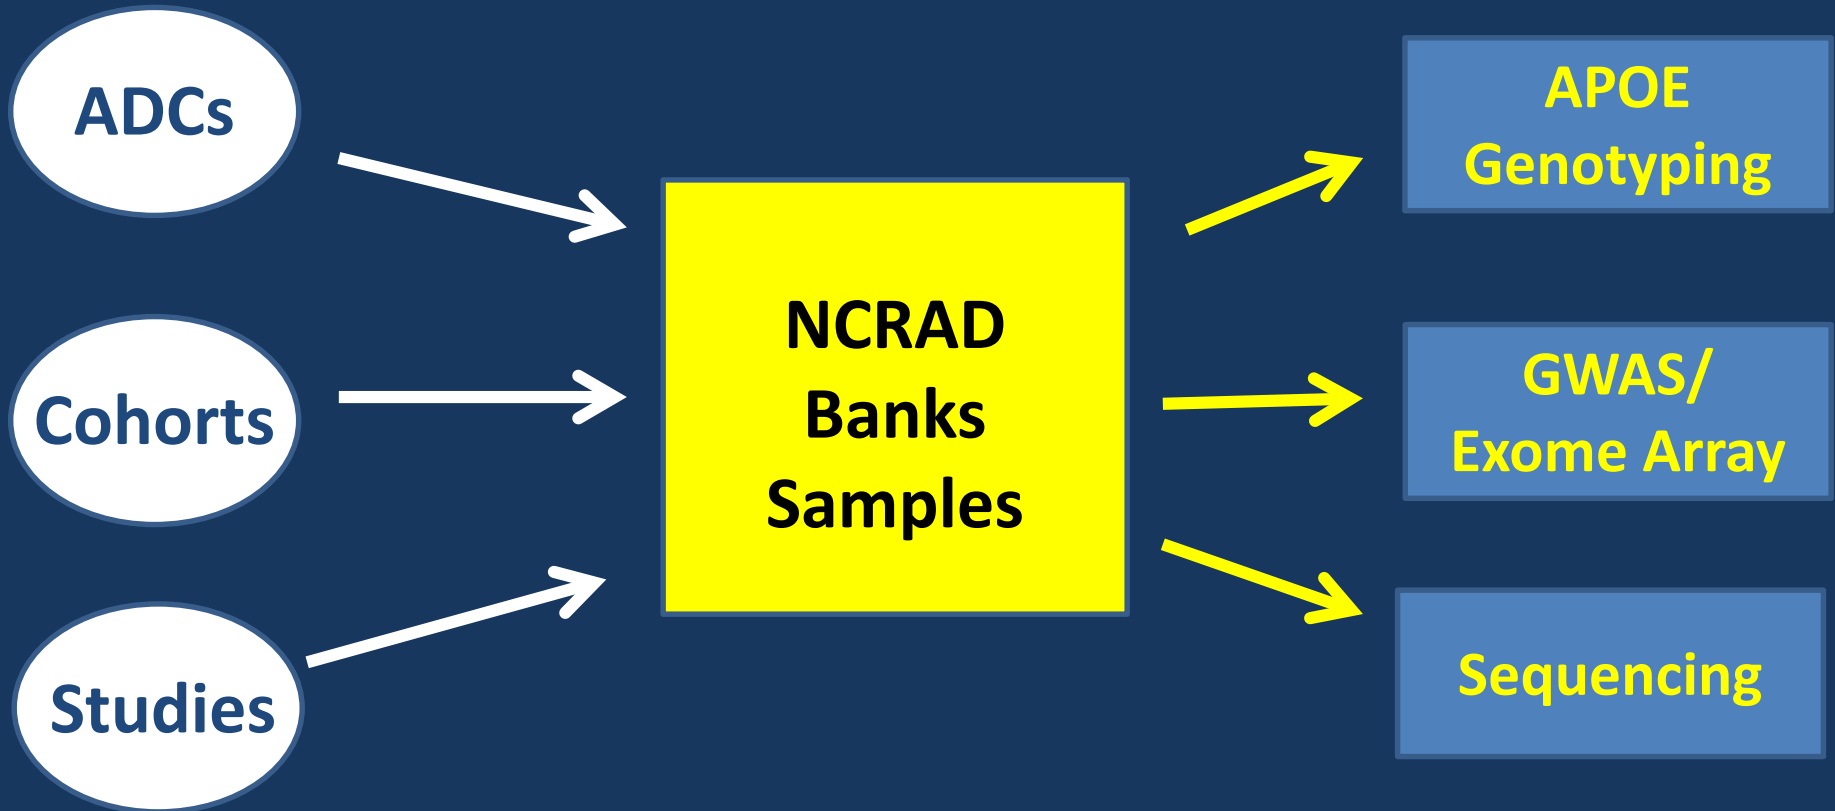 ADCs
Cohorts
Studies
NCRAD
Banks
Samples
APOE
Genotyping
GWAS/
Exome Array
Sequencing